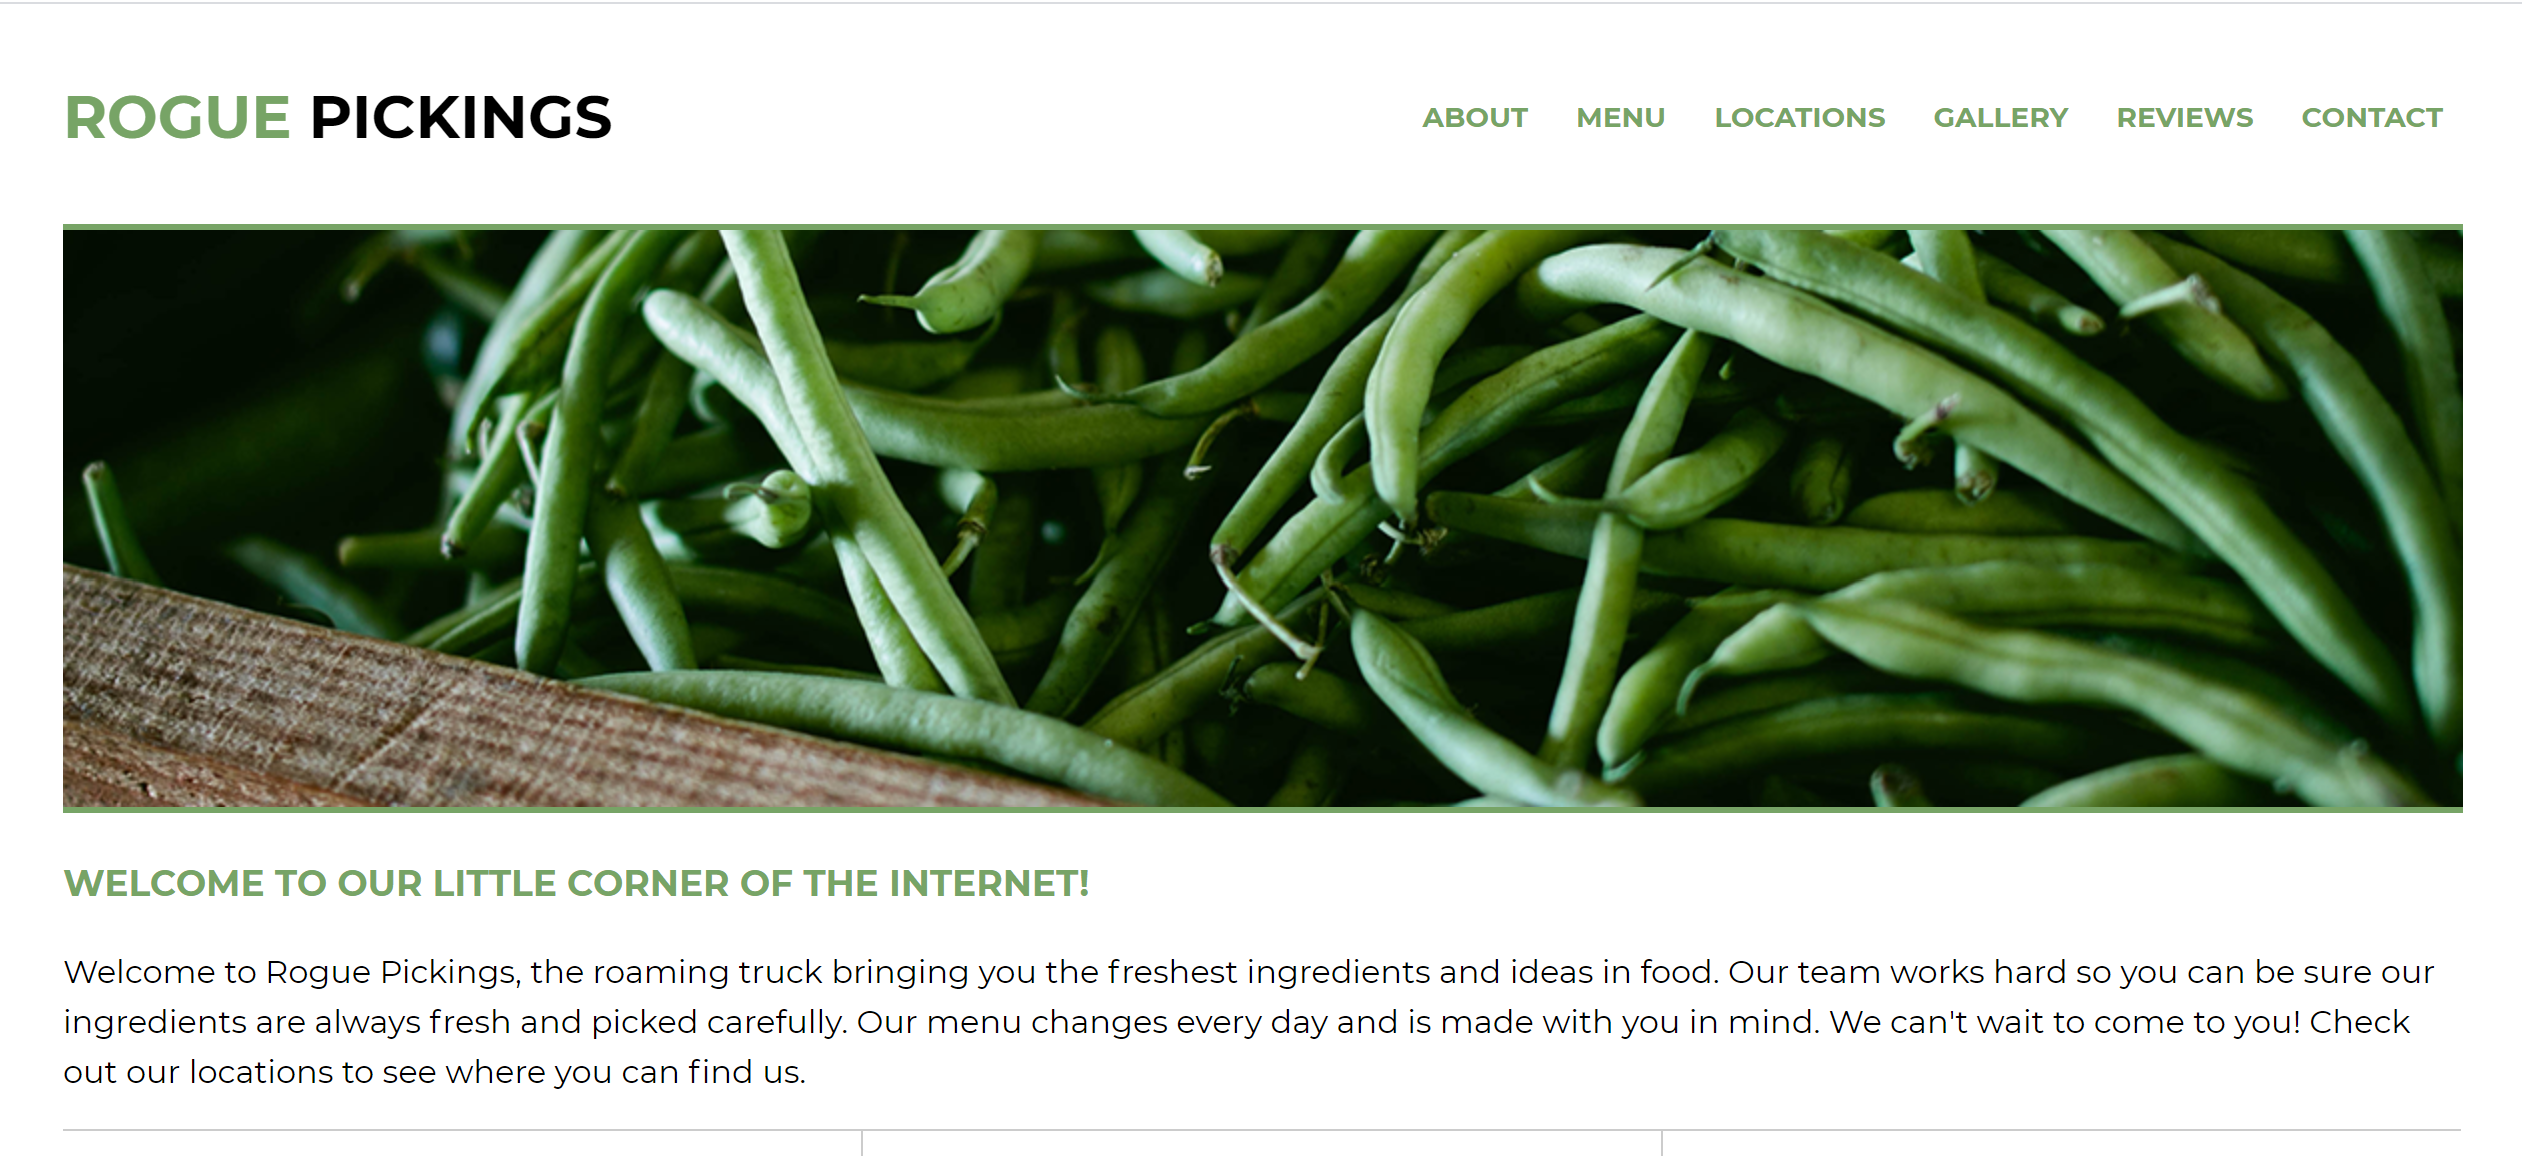 ROGUE PICKINGS
ABOUT MENU LOCATIONS GALLERY REVIEWS CONTACT
WELCOME TO OUR LITTLE CORNER OF THE INTERNET!
Welcome to Rogue Pickings, the roaming truck bringing you the freshest ingredients and ideas in food. Our team works hard so you can be sure our
ingredients are always fresh and picked carefully. Our menu changes every day and is made with you in mind. We can't wait to come to you! Check
out our locations to see where you can find us.